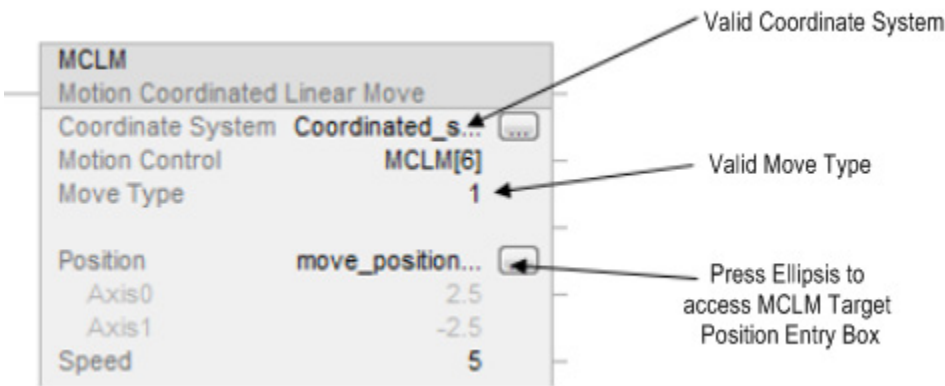 Valid Coordinate System
MCLM
Motion Coordinated Linear Move
Coordinate System Coordinated_s... ...
Motion Control MCLM[6]
Move Type 1
Valid Move Type
Position move_position...
Axis0 2.5
Axis1 -2.5
Speed 5
Press Ellipsis to
access MCLM Target
Position Entry Box